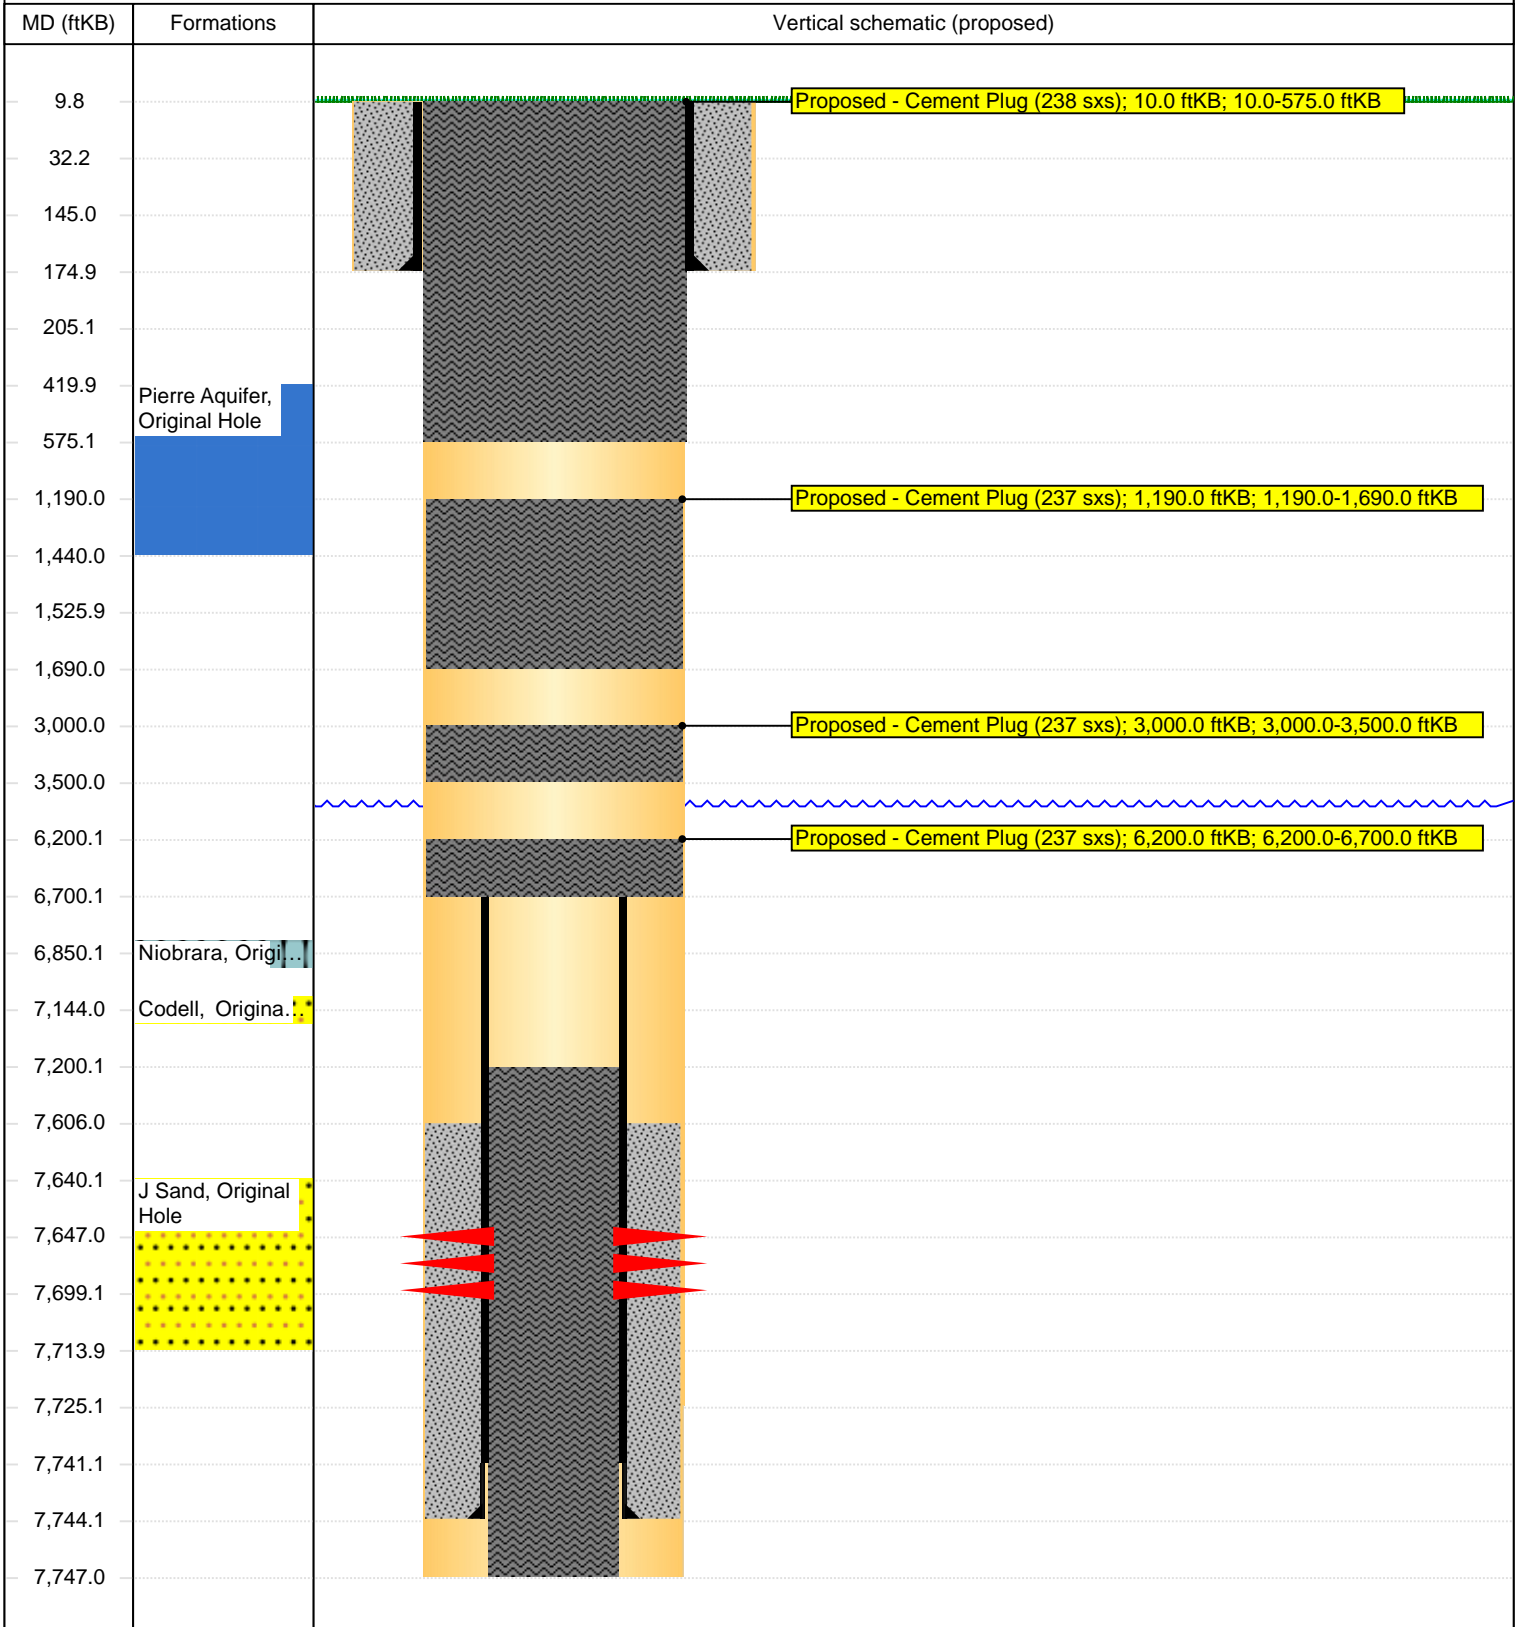 MD (ftKB)
Formations
Vertical schematic (proposed)
9.8
Proposed - Cement Plug (238 sxs); 10.0 ftKB; 10.0-575.0 ftKB
32.2
145.0
174.9
205.1
419.9
Pierre Aquifer,
Original Hole
575.1
1,190.0
Proposed - Cement Plug (237 sxs); 1,190.0 ftKB; 1,190.0-1,690.0 ftKB
1,440.0
1,525.9
1,690.0
3,000.0
Proposed - Cement Plug (237 sxs); 3,000.0 ftKB; 3,000.0-3,500.0 ftKB
3,500.0
6,200.1
Proposed - Cement Plug (237 sxs); 6,200.0 ftKB; 6,200.0-6,700.0 ftKB
6,700.1
6,850.1
Niobrara, Origi...
7,144.0
Codell,  Origina...
7,200.1
7,606.0
7,640.1
J Sand, Original
Hole
7,647.0
7,699.1
7,713.9
7,725.1
7,741.1
7,744.1
7,747.0